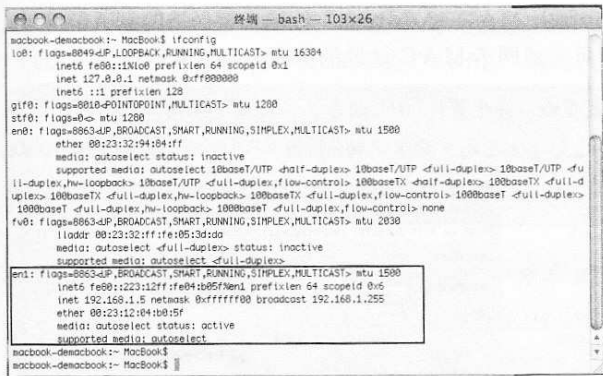 终端 — bash — 103×26
macbook-demacbook:~ MacBook$ ifconfig
lo0: flags=8049<UP,LOOPBACK,RUNNING,MULTICAST> mtu 16384
inet6 fe80::1%lo0 prefixlen 64 scopeid 0x1
inet 127.0.0.1 netmask 0xff000000
inet6 ::1 prefixlen 128
gif0: flags=8010<POINTOPOINT,MULTICAST> mtu 1280
stf0: flags=0<> mtu 1280
en0: flags=8863<UP,BROADCAST,SMART,RUNNING,SIMPLEX,MULTICAST> mtu 1500
ether 00:23:32:94:84:ff
media: autoselect status: inactive
supported media: autoselect 10baseT/UTP <half-duplex> 10baseT/UTP <full-duplex> 10baseT/UTP <fu
ll-duplex,hw-loopback> 10baseT/UTP <full-duplex,flow-control> 100baseTX <half-duplex> 100baseTX <full-d
uplex> 100baseTX <full-duplex,hw-loopback> 100baseTX <full-duplex,flow-control> 1000baseT <full-duplex>
1000baseT <full-duplex,hw-loopback> 1000baseT <full-duplex,flow-control> none
fw0: flags=8863<UP,BROADCAST,SMART,RUNNING,SIMPLEX,MULTICAST> mtu 2030
lladdr 00:23:32:ff:fe:05:3d:da
media: autoselect <full-duplex> status: inactive
supported media: autoselect <full-duplex>
en1: flags=8863<UP,BROADCAST,SMART,RUNNING,SIMPLEX,MULTICAST> mtu 1500
inet6 fe80::223:12ff:fe04:b05f%en1 prefixlen 64 scopeid 0x6
inet 192.168.1.5 netmask 0xffffff00 broadcast 192.168.1.255
ether 00:23:12:04:b0:5f
media: autoselect status: active
supported media: autoselect
macbook-demacbook:~ MacBook$
macbook-demacbook:~ MacBook$